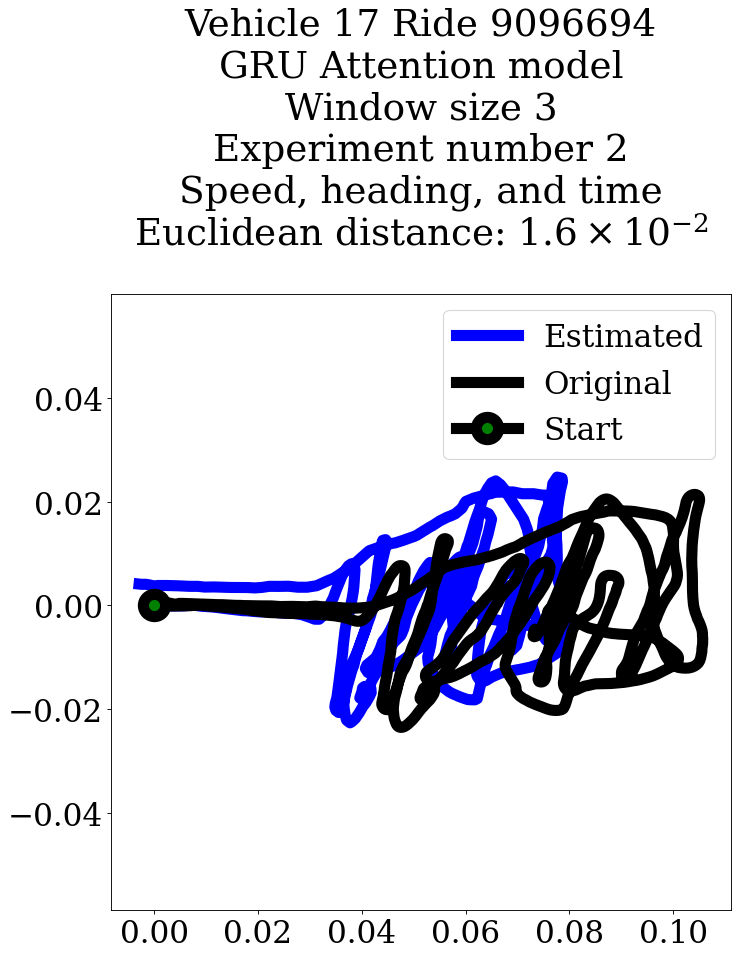 Vehicle 17 Ride 9096694
GRU Attention model
Window size 3
Experiment number 2
Speed, heading, and time
Euclidean distance: 1.6 × 10⁻²
Estimated
Original
Start
0.04
0.02
0.00
−0.02
−0.04
0.00 0.02 0.04 0.06 0.08 0.10